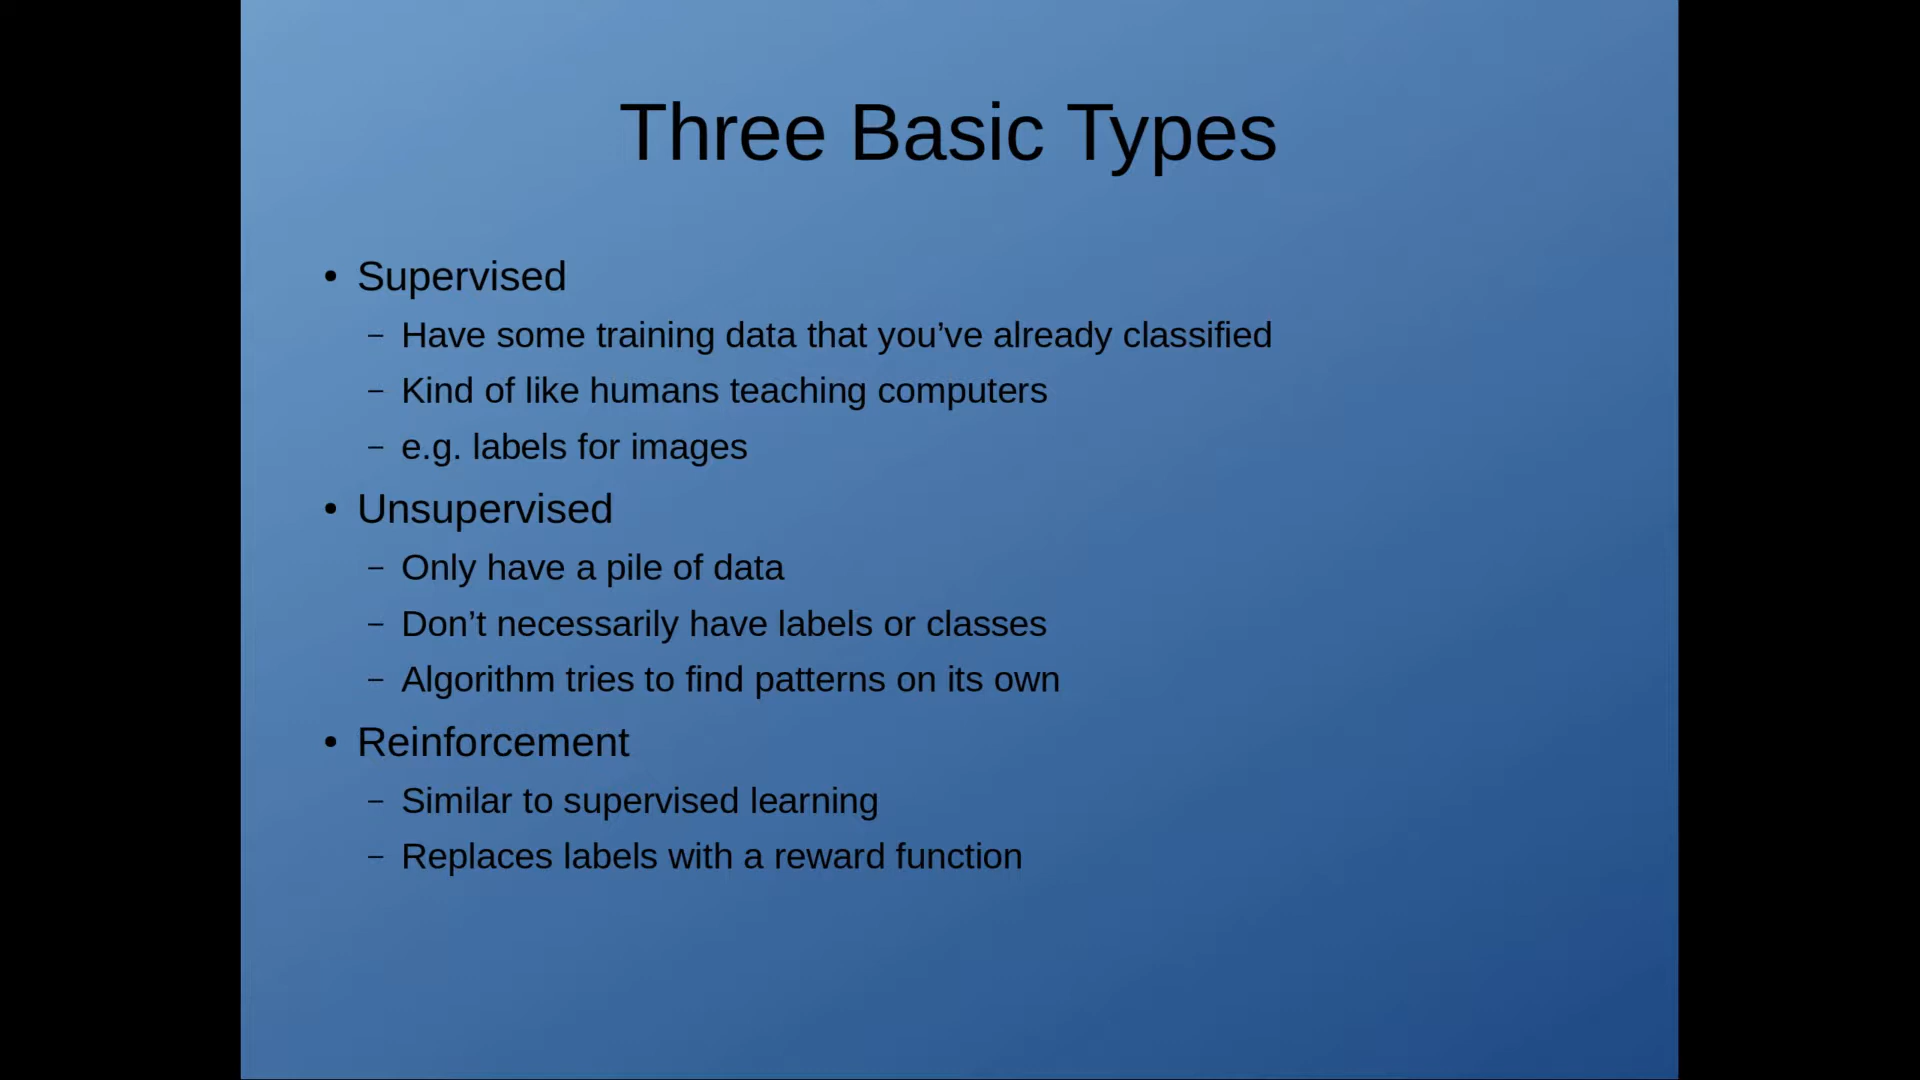 Three Basic Types
• Supervised
– Have some training data that you’ve already classified
– Kind of like humans teaching computers
– e.g. labels for images
• Unsupervised
– Only have a pile of data
– Don’t necessarily have labels or classes
– Algorithm tries to find patterns on its own
• Reinforcement
– Similar to supervised learning
– Replaces labels with a reward function